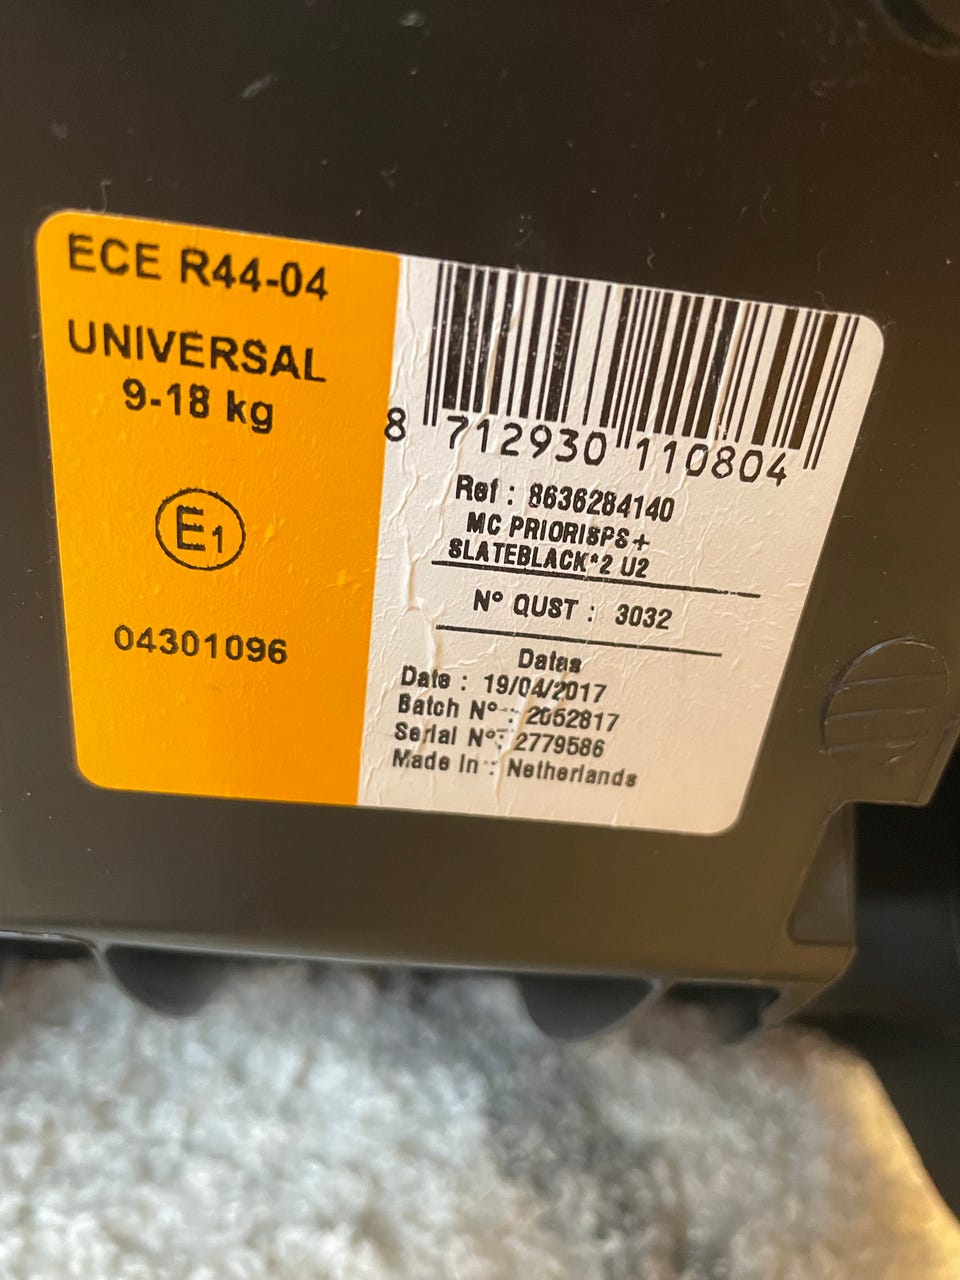 ECE R44-04
UNIVERSAL
9-18 kg
E1
04301096
8 712930 110804
Ref : 8636284140
MC PRIORISPS+
SLATEBLACK*2 U2
N° QUST : 3032
Datas
Date : 19/04/2017
Batch N° : 2052817
Serial N° : 2779586
Made In : Netherlands